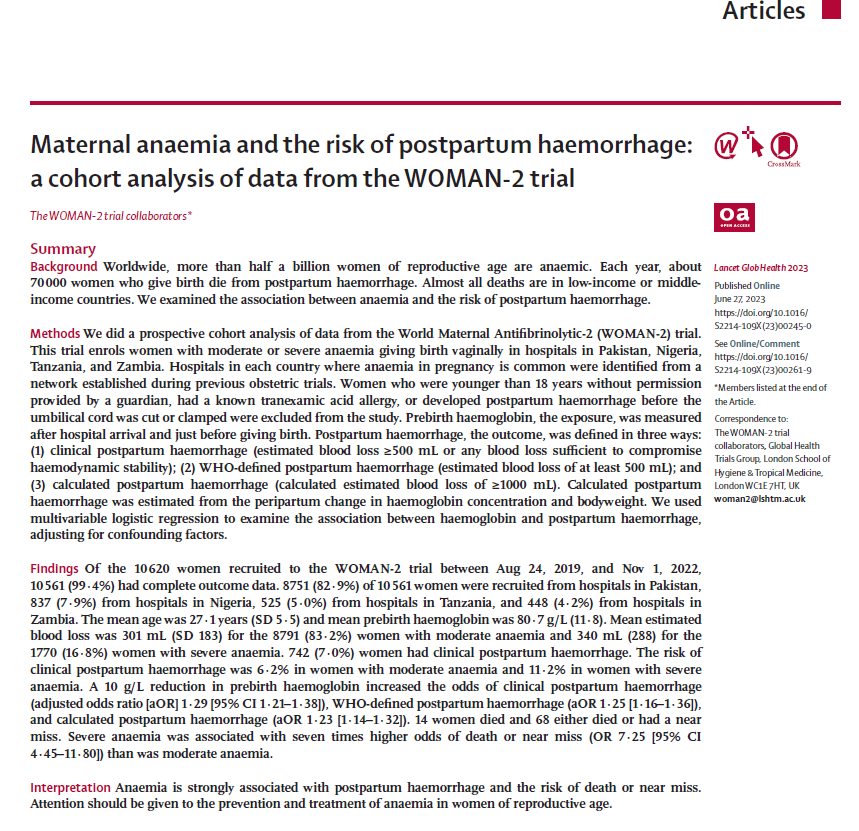 Articles
Maternal anaemia and the risk of postpartum haemorrhage:
a cohort analysis of data from the WOMAN-2 trial
The WOMAN-2 trial collaborators*
Summary
Background Worldwide, more than half a billion women of reproductive age are anaemic. Each year, about
70 000 women who give birth die from postpartum haemorrhage. Almost all deaths are in low-income or middle-
income countries. We examined the association between anaemia and the risk of postpartum haemorrhage.
Methods We did a prospective cohort analysis of data from the World Maternal Antifibrinolytic-2 (WOMAN-2) trial.
This trial enrols women with moderate or severe anaemia giving birth vaginally in hospitals in Pakistan, Nigeria,
Tanzania, and Zambia. Hospitals in each country where anaemia in pregnancy is common were identified from a
network established during previous obstetric trials. Women who were younger than 18 years without permission
provided by a guardian, had a known tranexamic acid allergy, or developed postpartum haemorrhage before the
umbilical cord was cut or clamped were excluded from the study. Prebirth haemoglobin, the exposure, was measured
after hospital arrival and just before giving birth. Postpartum haemorrhage, the outcome, was defined in three ways:
(1) clinical postpartum haemorrhage (estimated blood loss ≥500 mL or any blood loss sufficient to compromise
haemodynamic stability); (2) WHO-defined postpartum haemorrhage (estimated blood loss of at least 500 mL); and
(3) calculated postpartum haemorrhage (calculated estimated blood loss of ≥1000 mL). Calculated postpartum
haemorrhage was estimated from the peripartum change in haemoglobin concentration and bodyweight. We used
multivariable logistic regression to examine the association between haemoglobin and postpartum haemorrhage,
adjusting for confounding factors.
Findings Of the 10 620 women recruited to the WOMAN-2 trial between Aug 24, 2019, and Nov 1, 2022,
10 561 (99·4%) had complete outcome data. 8751 (82·9%) of 10 561 women were recruited from hospitals in Pakistan,
837 (7·9%) from hospitals in Nigeria, 525 (5·0%) from hospitals in Tanzania, and 448 (4·2%) from hospitals in
Zambia. The mean age was 27·1 years (SD 5·5) and mean prebirth haemoglobin was 80·7 g/L (11·8). Mean estimated
blood loss was 301 mL (SD 183) for the 8791 (83·2%) women with moderate anaemia and 340 mL (288) for the
1770 (16·8%) women with severe anaemia. 742 (7·0%) women had clinical postpartum haemorrhage. The risk of
clinical postpartum haemorrhage was 6·2% in women with moderate anaemia and 11·2% in women with severe
anaemia. A 10 g/L reduction in prebirth haemoglobin increased the odds of clinical postpartum haemorrhage
(adjusted odds ratio [aOR] 1·29 [95% CI 1·21–1·38]), WHO-defined postpartum haemorrhage (aOR 1·25 [1·16–1·36]),
and calculated postpartum haemorrhage (aOR 1·23 [1·14–1·32]). 14 women died and 68 either died or had a near
miss. Severe anaemia was associated with seven times higher odds of death or near miss (OR 7·25 [95% CI
4·45–11·80]) than was moderate anaemia.
Interpretation Anaemia is strongly associated with postpartum haemorrhage and the risk of death or near miss.
Attention should be given to the prevention and treatment of anaemia in women of reproductive age.
W
CrossMark
oa
OPEN ACCESS
Lancet Glob Health 2023
Published Online
June 27, 2023
https://doi.org/10.1016/
S2214-109X(23)00245-0
See Online/Comment
https://doi.org/10.1016/
S2214-109X(23)00261-9
*Members listed at the end of
the Article.
Correspondence to:
The WOMAN-2 trial
collaborators, Global Health
Trials Group, London School of
Hygiene & Tropical Medicine,
London WC1E 7HT, UK
woman2@lshtm.ac.uk